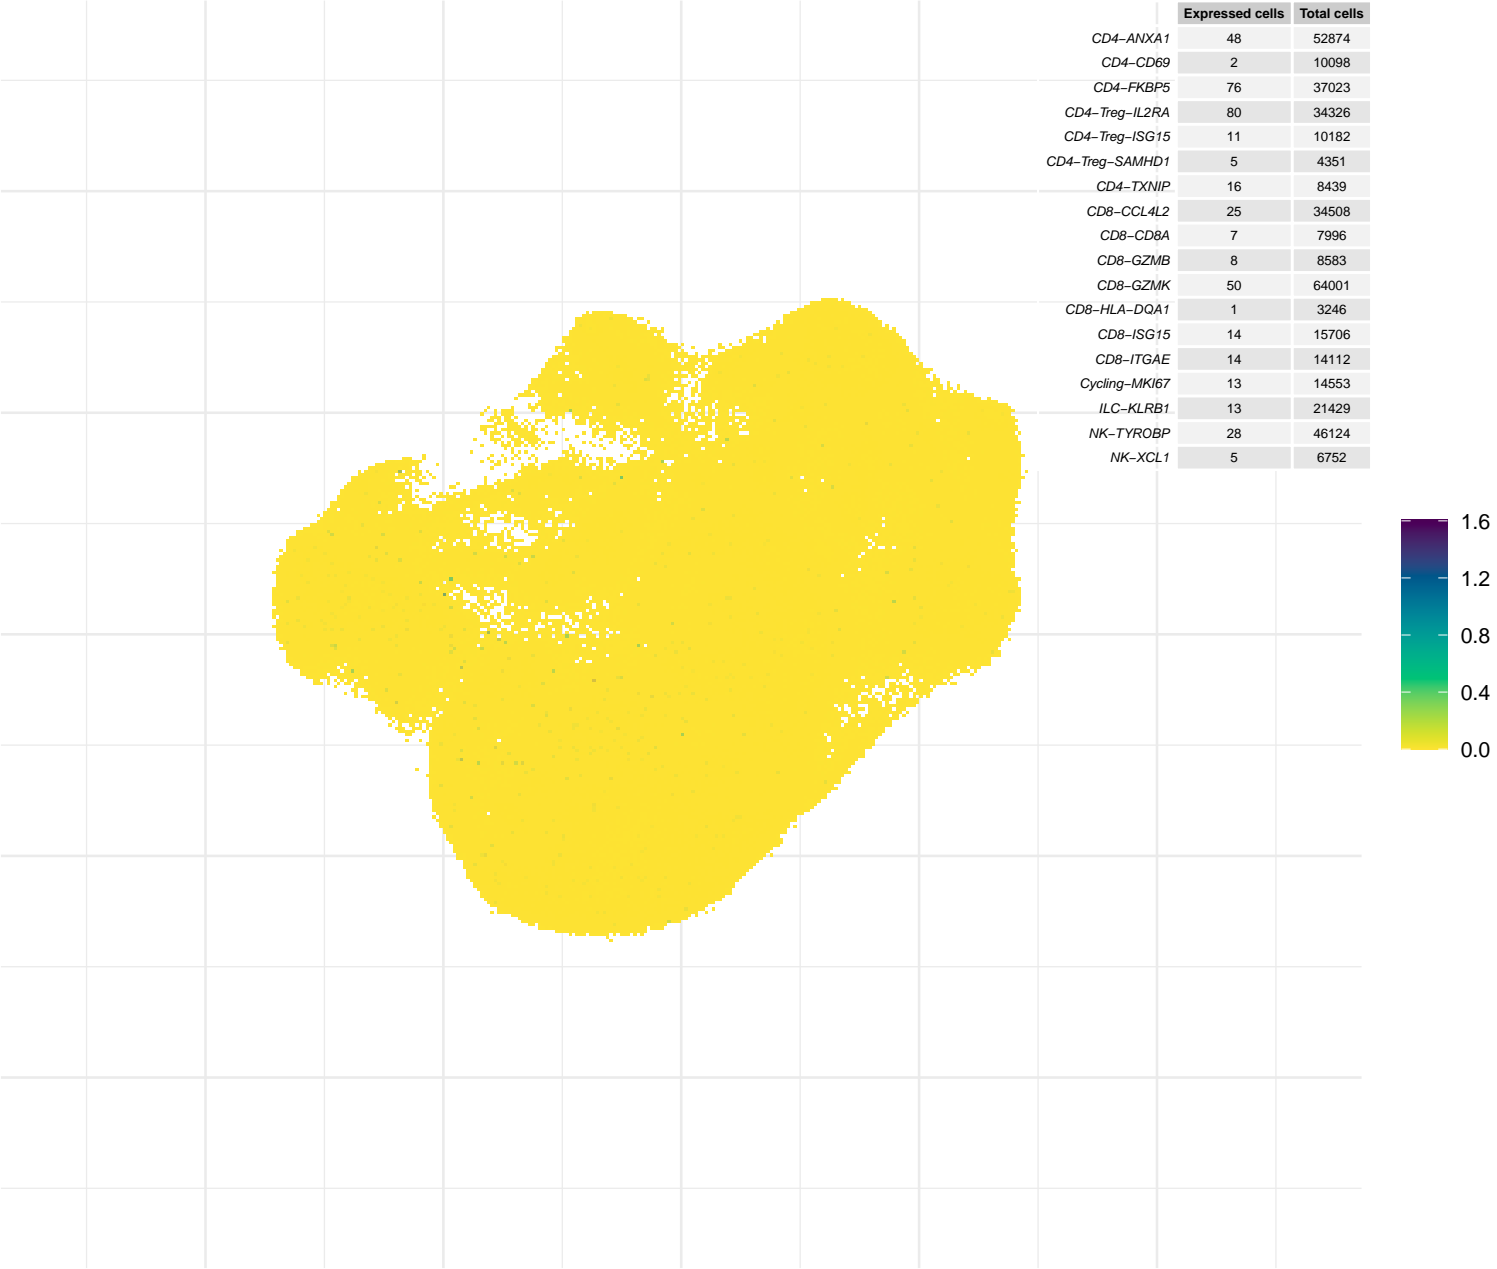 Expressed cells Total cells
CD4−ANXA1 48 52874
CD4−CD69 2 10098
CD4−FKBP5 76 37023
CD4−Treg−IL2RA 80 34326
CD4−Treg−ISG15 11 10182
CD4−Treg−SAMHD1 5 4351
CD4−TXNIP 16 8439
CD8−CCL4L2 25 34508
CD8−CD8A 7 7996
CD8−GZMB 8 8583
CD8−GZMK 50 64001
CD8−HLA−DQA1 1 3246
CD8−ISG15 14 15706
CD8−ITGAE 14 14112
Cycling−MKI67 13 14553
ILC−KLRB1 13 21429
NK−TYROBP 28 46124
NK−XCL1 5 6752
1.6
1.2
0.8
0.4
0.0